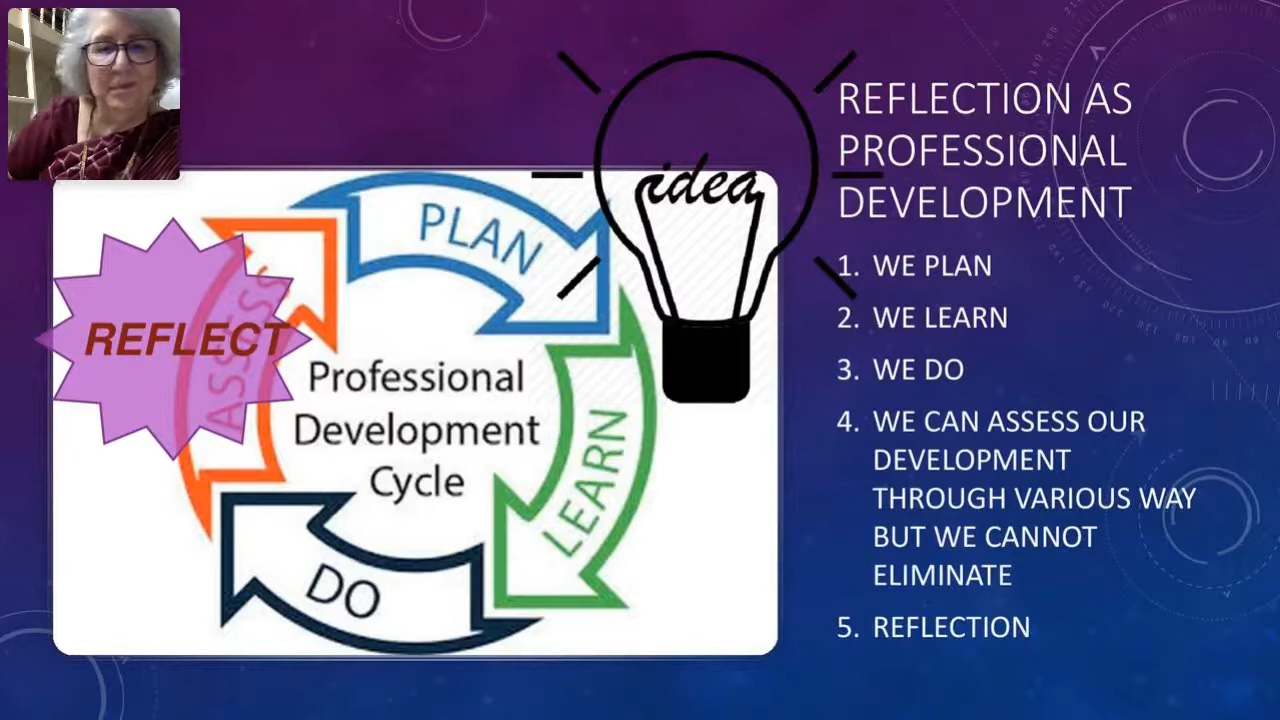 REFLECTION AS
PROFESSIONAL
DEVELOPMENT
1. WE PLAN
2. WE LEARN
3. WE DO
4. WE CAN ASSESS OUR
DEVELOPMENT
THROUGH VARIOUS WAY
BUT WE CANNOT
ELIMINATE
5. REFLECTION
idea
PLAN
ASSESS
REFLECT
Professional
Development
Cycle
LEARN
DO